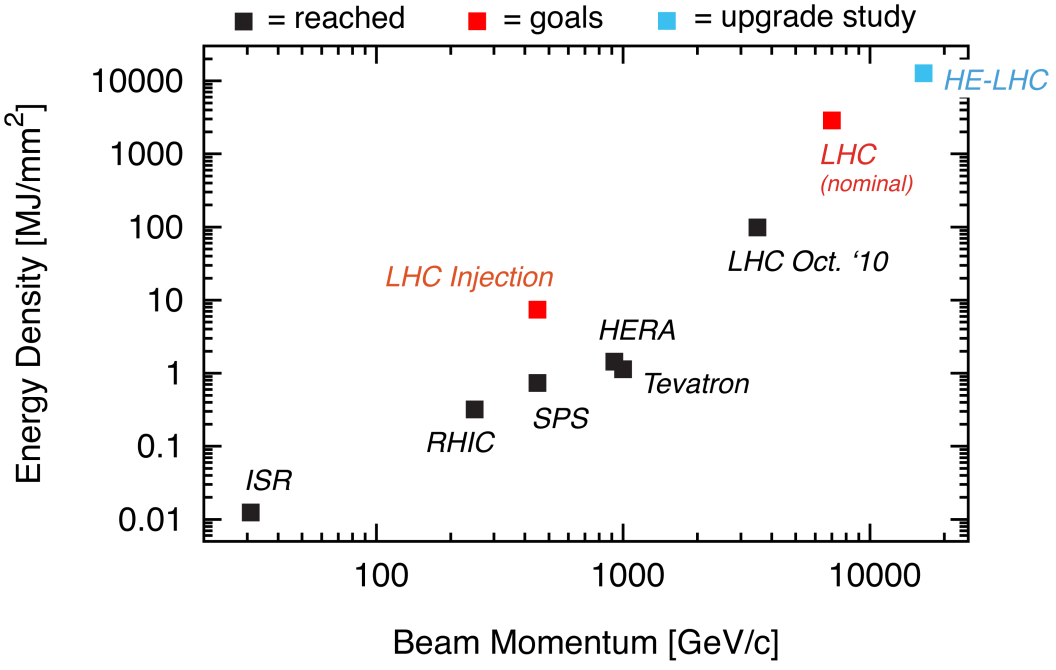 = reached = goals = upgrade study
Energy Density [MJ/mm²]
10000
1000
100
10
1
0.1
0.01
HE-LHC
LHC
(nominal)
LHC Oct. ‘10
LHC Injection
HERA
Tevatron
SPS
RHIC
ISR
100 1000 10000
Beam Momentum [GeV/c]